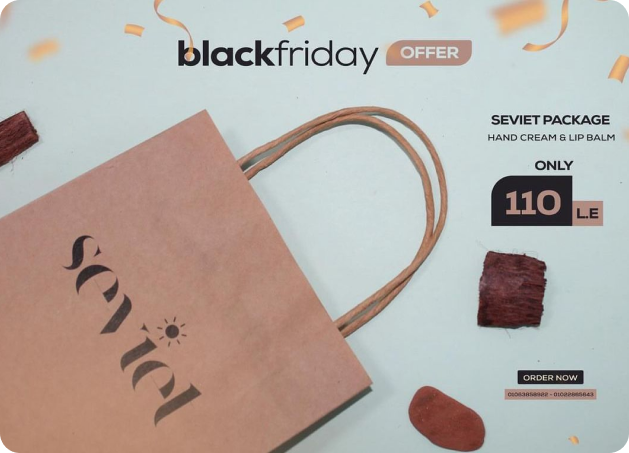 blackfriday OFFER
SEVIET PACKAGE
HAND CREAM & LIP BALM
ONLY
110 L.E
seviet
ORDER NOW